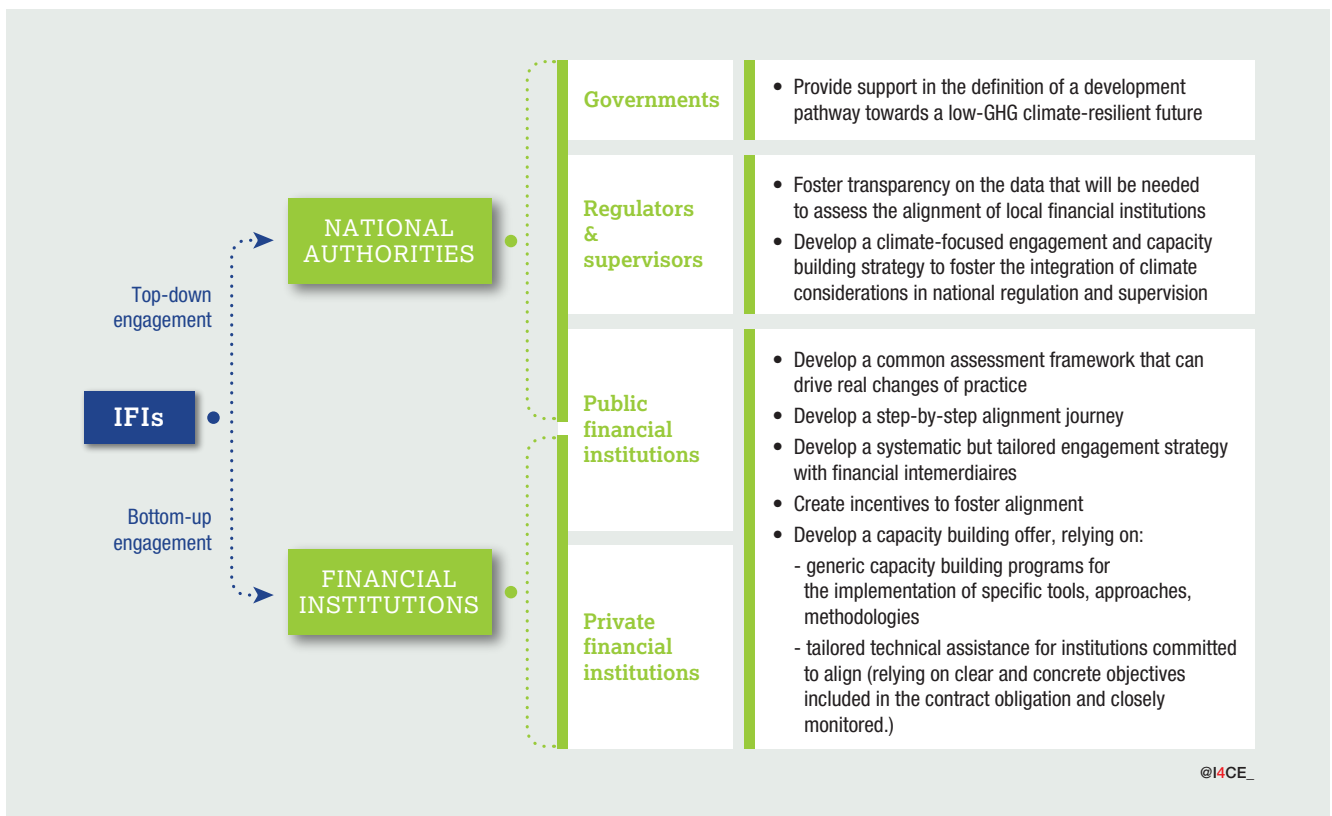 Top-down
engagement
IFIs
Bottom-up
engagement
NATIONAL
AUTHORITIES
FINANCIAL
INSTITUTIONS
Governments
• Provide support in the definition of a development
pathway towards a low-GHG climate-resilient future
Regulators
&
supervisors
• Foster transparency on the data that will be needed
to assess the alignment of local financial institutions
• Develop a climate-focused engagement and capacity
building strategy to foster the integration of climate
considerations in national regulation and supervision
Public
financial
institutions
Private
financial
institutions
• Develop a common assessment framework that can
drive real changes of practice
• Develop a step-by-step alignment journey
• Develop a systematic but tailored engagement strategy
with financial intemerdiaires
• Create incentives to foster alignment
• Develop a capacity building offer, relying on:
- generic capacity building programs for
the implementation of specific tools, approaches,
methodologies
- tailored technical assistance for institutions committed
to align (relying on clear and concrete objectives
included in the contract obligation and closely
monitored.)
@I4CE_